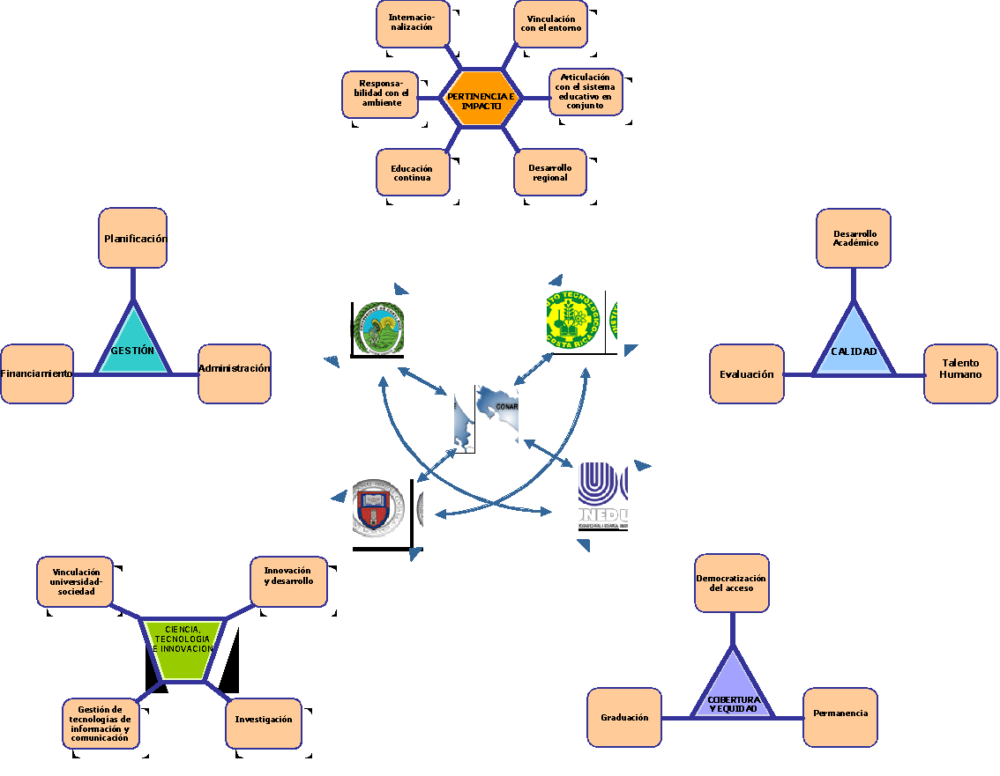 Internacio-
nalización
Vinculación
con el entorno
Responsa-
bilidad con el
ambiente
PERTINENCIA E
IMPACTO
Articulación
con el sistema
educativo en
conjunto
Educación
continua
Desarrollo
regional
Planificación
GESTIÓN
Financiamiento
Administración
Desarrollo
Académico
CALIDAD
Evaluación
Talento
Humano
COSTA RICA
CONAR
UNED U
Vinculación
universidad-
sociedad
Innovación
y desarrollo
CIENCIA,
TECNOLOGIA
E INNOVACION
Gestión de
tecnologías de
información y
comunicación
Investigación
Democratización
del acceso
COBERTURA
Y EQUIDAD
Graduación
Permanencia